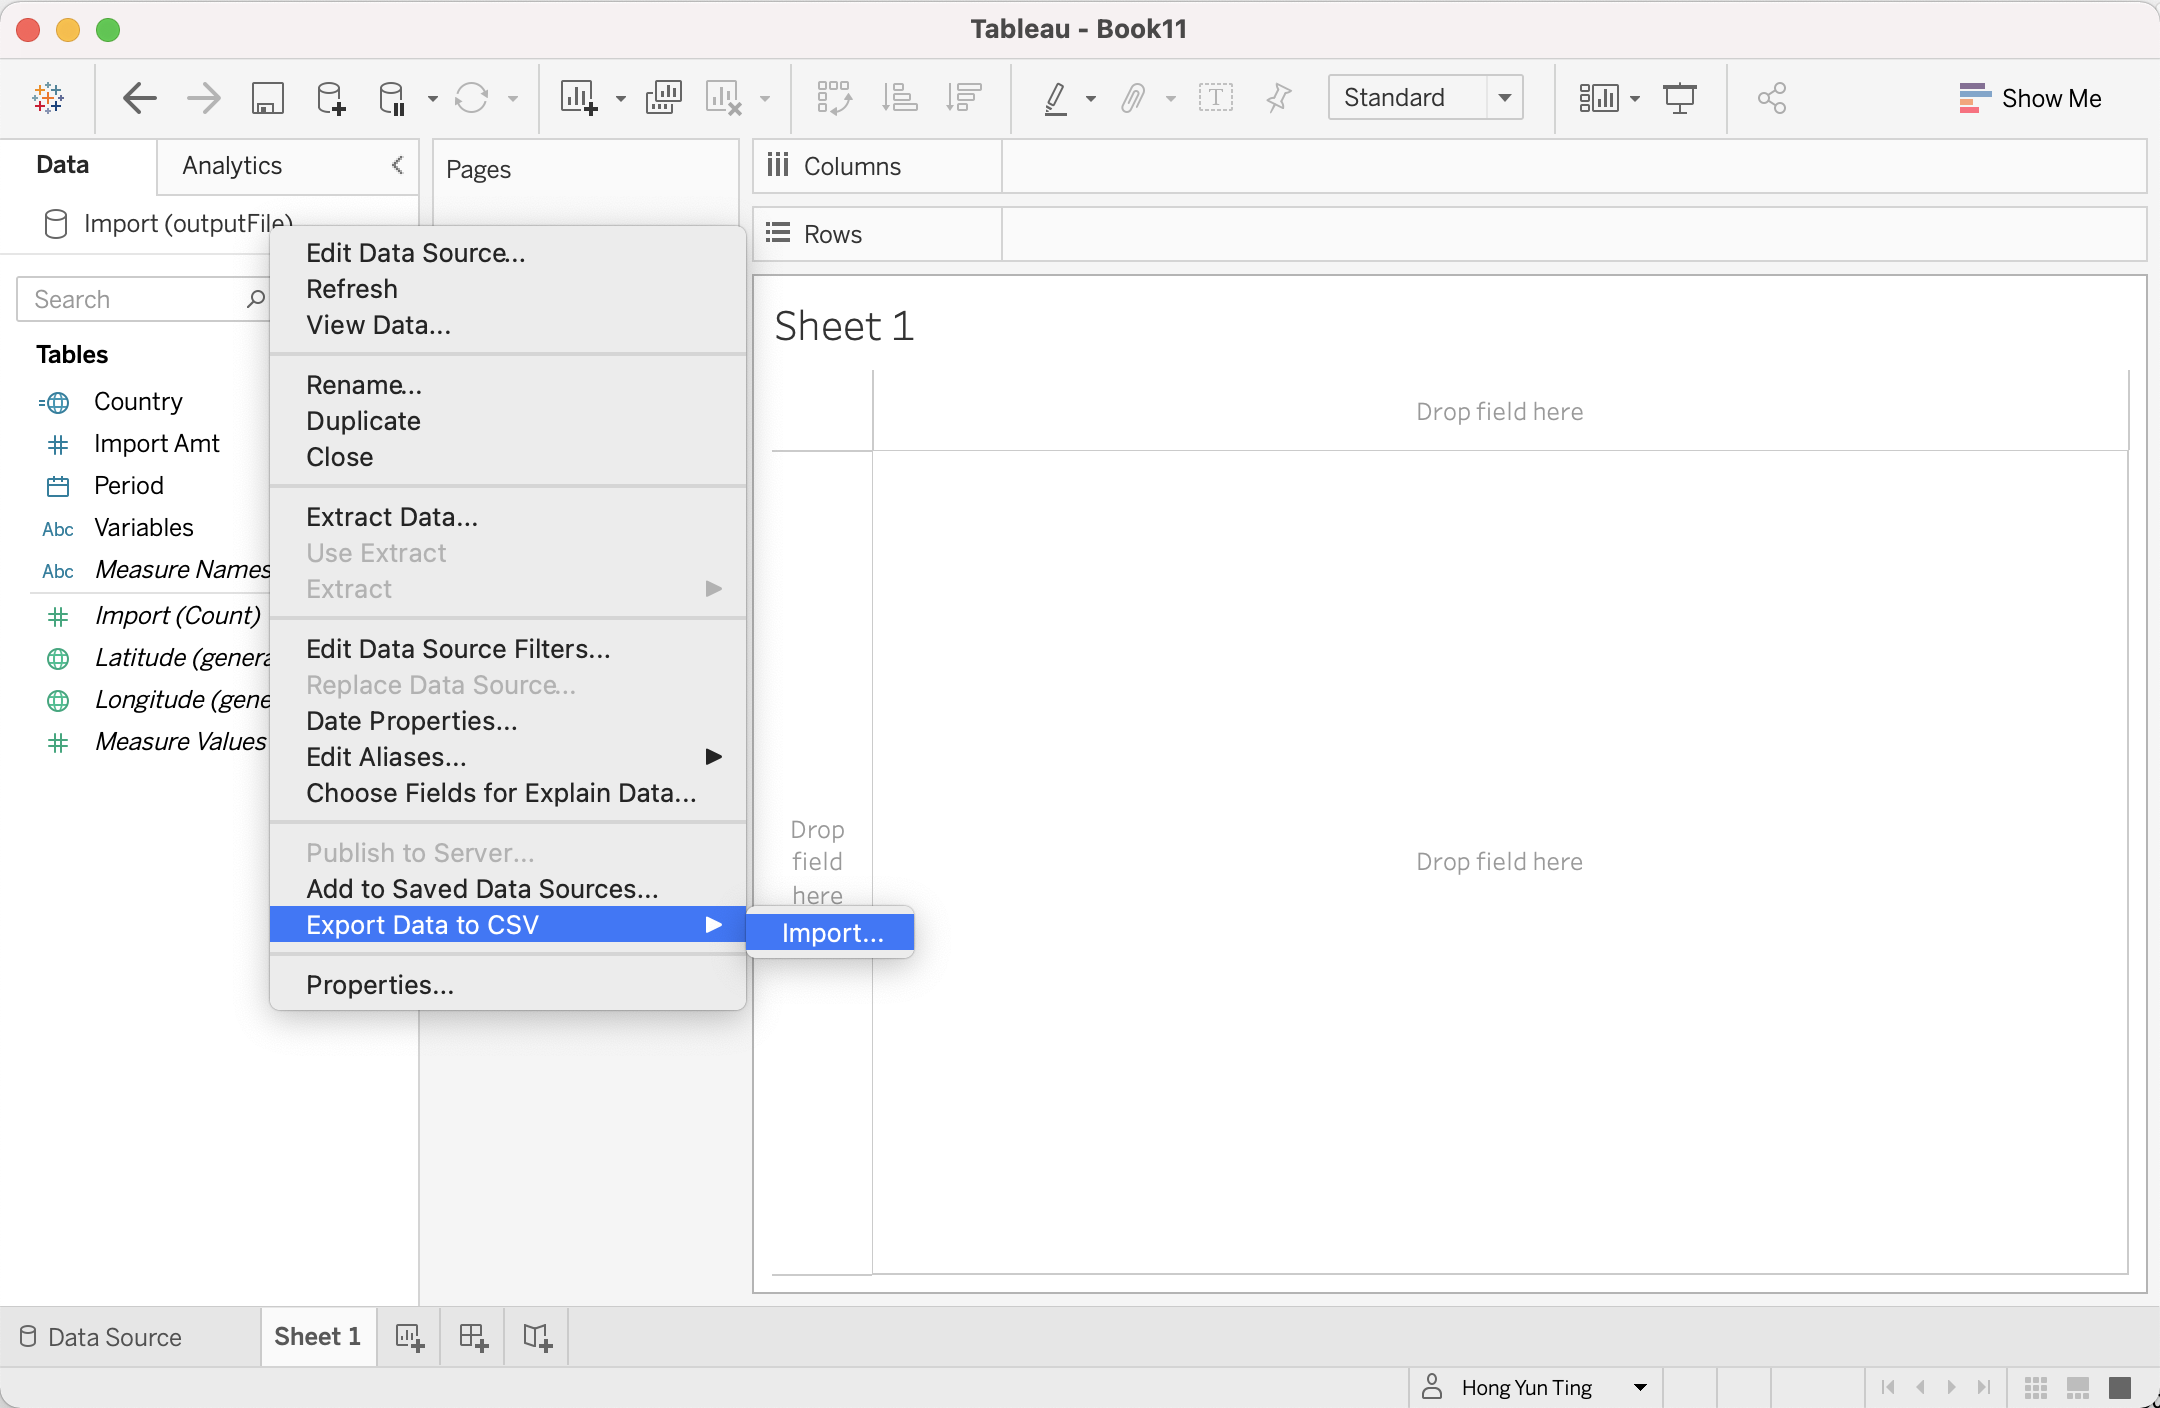 Tableau - Book11
Standard
Show Me
Data
Analytics
Pages
Columns
Import (outputFile)
Rows
Search
Tables
Country
Import Amt
Period
Abc Variables
Abc Measure Names
Import (Count)
Latitude (genera
Longitude (gene
Measure Values
Edit Data Source...
Refresh
View Data...
Rename...
Duplicate
Close
Extract Data...
Use Extract
Extract
Edit Data Source Filters...
Replace Data Source...
Date Properties...
Edit Aliases...
Choose Fields for Explain Data...
Publish to Server...
Add to Saved Data Sources...
Export Data to CSV
Import...
Properties...
Sheet 1
Drop field here
Drop
field
here
Drop field here
Data Source
Sheet 1
Hong Yun Ting